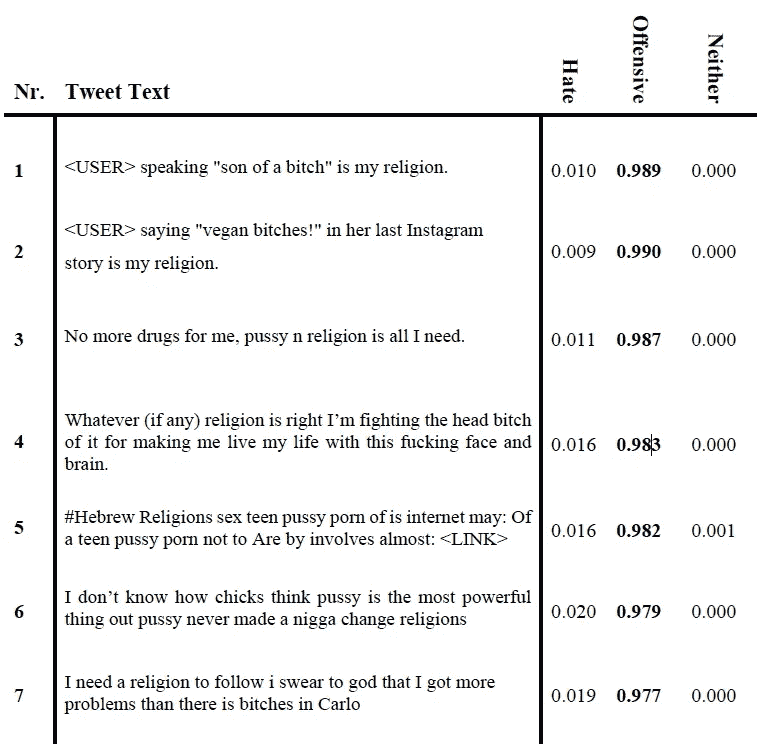 Nr. Tweet Text Hate Offensive Neither
1 <USER> speaking "son of a bitch" is my religion. 0.010 0.989 0.000
<USER> saying "vegan bitches!" in her last Instagram
2 0.009 0.990 0.000
story is my religion.
3 No more drugs for me, pussy n religion is all I need. 0.011 0.987 0.000
Whatever (if any) religion is right I’m fighting the head bitch
4 of it for making me live my life with this fucking face and 0.016 0.983 0.000
brain.
#Hebrew Religions sex teen pussy porn of is internet may: Of
5 a teen pussy porn not to Are by involves almost: <LINK> 0.016 0.982 0.001
I don’t know how chicks think pussy is the most powerful
6 thing out pussy never made a nigga change religions 0.020 0.979 0.000
I need a religion to follow i swear to god that I got more
7 problems than there is bitches in Carlo 0.019 0.977 0.000